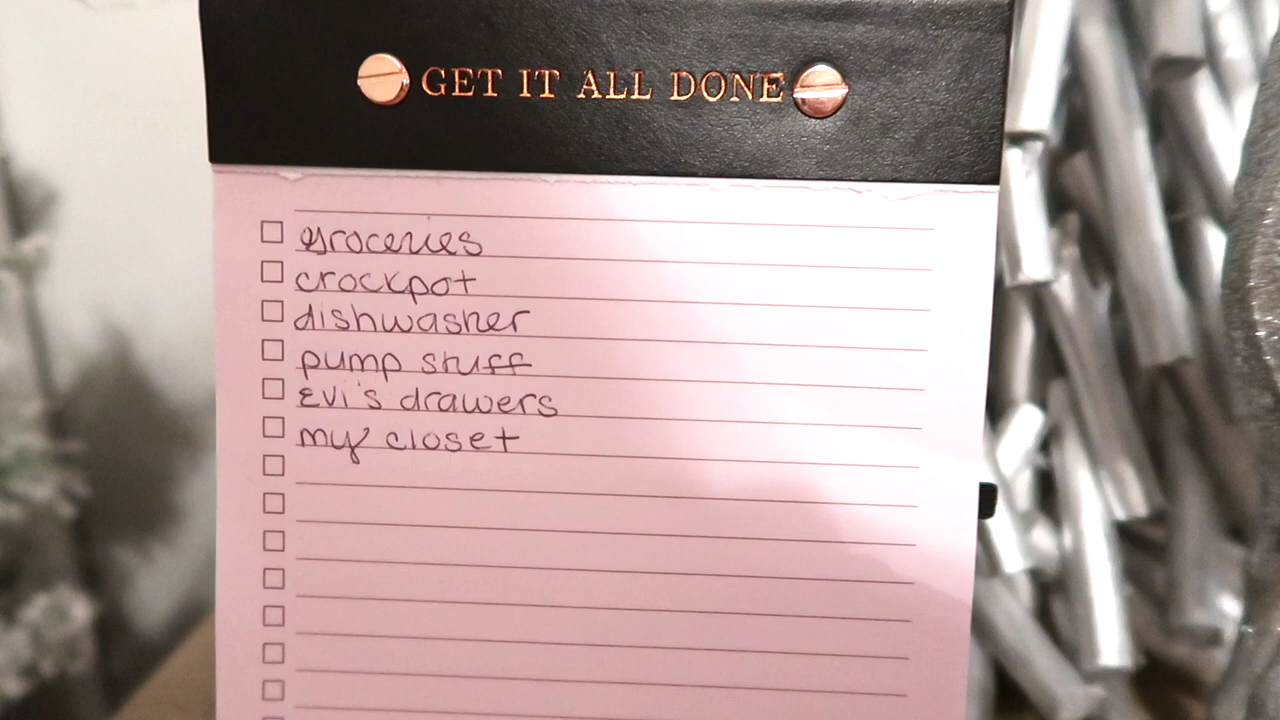 GET IT ALL DONE
groceries
crockpot
dishwasher
pump stuff
Evi's drawers
my closet